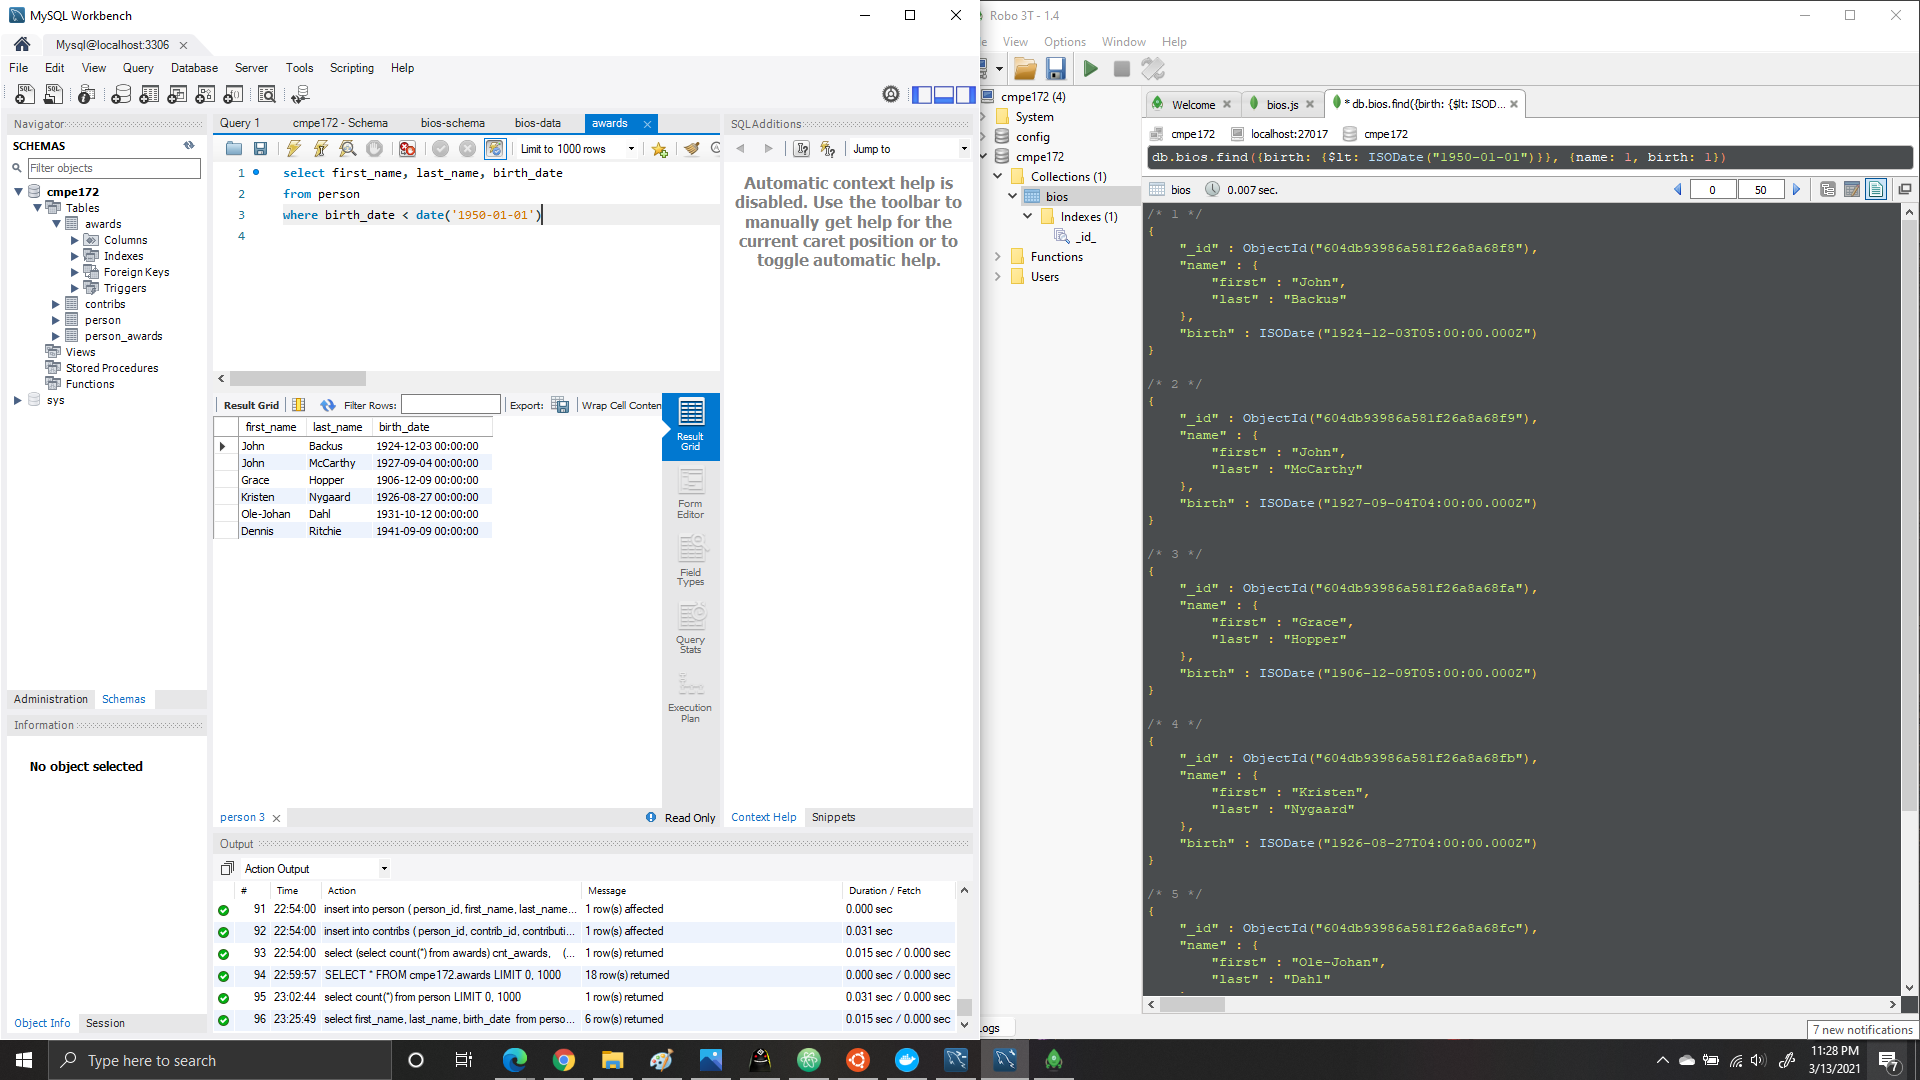 MySQL Workbench
Mysql@localhost:3306
File Edit View Query Database Server Tools Scripting Help
Navigator
SCHEMAS
Filter objects
cmpe172
Tables
awards
Columns
Indexes
Foreign Keys
Triggers
contribs
person
person_awards
Views
Stored Procedures
Functions
sys
Administration Schemas
Information
No object selected
Object Info Session
Query 1 cmpe172 - Schema bios-schema bios-data awards
Limit to 1000 rows
1 select first_name, last_name, birth_date
2 from person
3 where birth_date < date('1950-01-01')
4
Result Grid Filter Rows: Export: Wrap Cell Conten
first_name last_name birth_date
John Backus 1924-12-03 00:00:00
John McCarthy 1927-09-04 00:00:00
Grace Hopper 1906-12-09 00:00:00
Kristen Nygaard 1926-08-27 00:00:00
Ole-Johan Dahl 1931-10-12 00:00:00
Dennis Ritchie 1941-09-09 00:00:00
Result
Grid
Form
Editor
Field
Types
Query
Stats
Execution
Plan
person 3 Read Only
SQLAdditions
Jump to
Automatic context help is
disabled. Use the toolbar to
manually get help for the
current caret position or to
toggle automatic help.
Context Help Snippets
Output
Action Output
# Time Action Message Duration / Fetch
91 22:54:00 insert into person ( person_id, first_name, last_name... 1 row(s) affected 0.000 sec
92 22:54:00 insert into contribs ( person_id, contrib_id, contributi... 1 row(s) affected 0.031 sec
93 22:54:00 select (select count(*) from awards) cnt_awards, (... 1 row(s) returned 0.015 sec / 0.000 sec
94 22:59:57 SELECT * FROM cmpe172.awards LIMIT 0, 1000 18 row(s) returned 0.000 sec / 0.000 sec
95 23:02:44 select count(*) from person LIMIT 0, 1000 1 row(s) returned 0.031 sec / 0.000 sec
96 23:25:49 select first_name, last_name, birth_date from perso... 6 row(s) returned 0.015 sec / 0.000 sec
Robo 3T - 1.4
View Options Window Help
cmpe172 (4)
System
config
cmpe172
Collections (1)
bios
Indexes (1)
_id_
Functions
Users
Welcome bios.js * db.bios.find({birth: {$lt: ISOD...
cmpe172 localhost:27017 cmpe172
db.bios.find({birth: {$lt: ISODate("1950-01-01")}}, {name: 1, birth: 1})
bios 0.007 sec. 0 50
/* 1 */
{
"_id" : ObjectId("604db93986a581f26a8a68f8"),
"name" : {
"first" : "John",
"last" : "Backus"
},
"birth" : ISODate("1924-12-03T05:00:00.000Z")
}
/* 2 */
{
"_id" : ObjectId("604db93986a581f26a8a68f9"),
"name" : {
"first" : "John",
"last" : "McCarthy"
},
"birth" : ISODate("1927-09-04T04:00:00.000Z")
}
/* 3 */
{
"_id" : ObjectId("604db93986a581f26a8a68fa"),
"name" : {
"first" : "Grace",
"last" : "Hopper"
},
"birth" : ISODate("1906-12-09T05:00:00.000Z")
}
/* 4 */
{
"_id" : ObjectId("604db93986a581f26a8a68fb"),
"name" : {
"first" : "Kristen",
"last" : "Nygaard"
},
"birth" : ISODate("1926-08-27T04:00:00.000Z")
}
/* 5 */
{
"_id" : ObjectId("604db93986a581f26a8a68fc"),
"name" : {
"first" : "Ole-Johan",
"last" : "Dahl"
ogs
7 new notifications
Type here to search
11:28 PM
3/13/2021
7